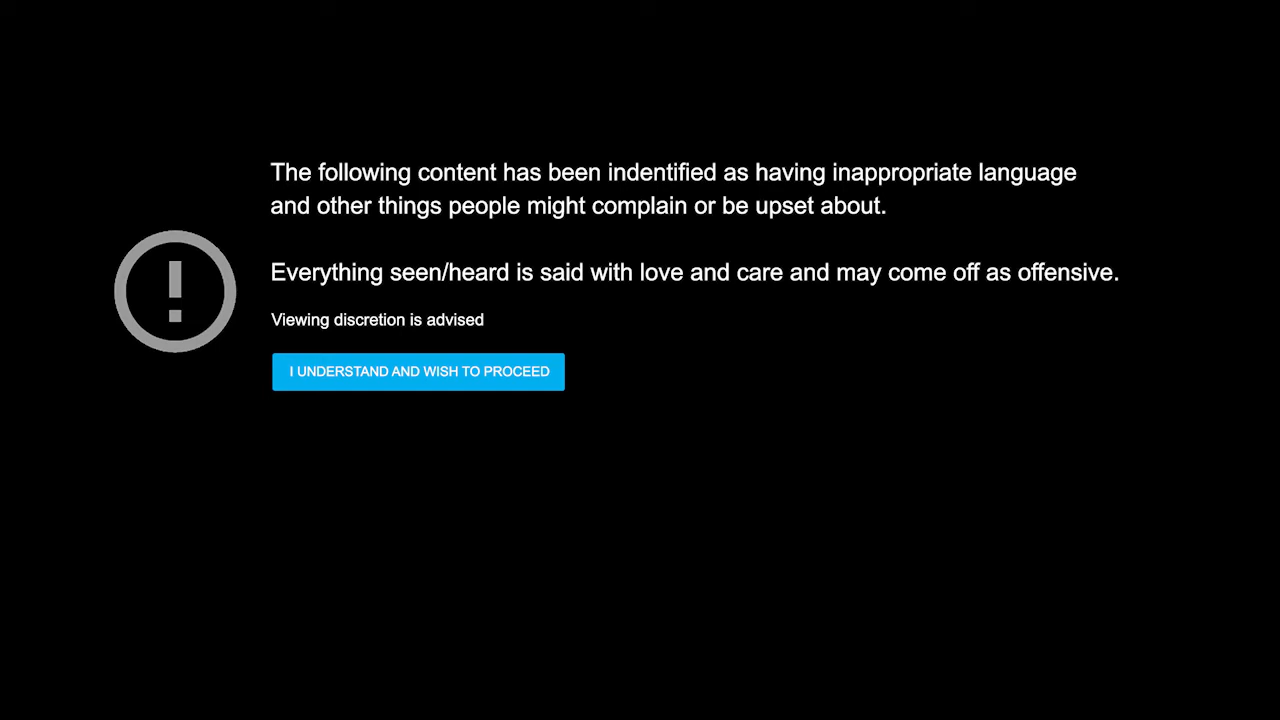 The following content has been indentified as having inappropriate language
and other things people might complain or be upset about.
Everything seen/heard is said with love and care and may come off as offensive.
Viewing discretion is advised
I UNDERSTAND AND WISH TO PROCEED